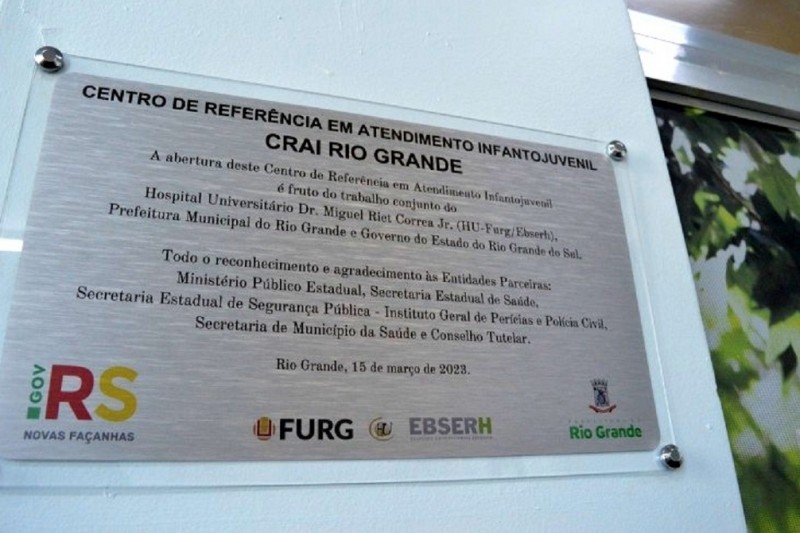 CENTRO DE REFERÊNCIA EM ATENDIMENTO INFANTOJUVENIL
CRAI RIO GRANDE
A abertura deste Centro de Referência em Atendimento Infantojuvenil
é fruto do trabalho conjunto do
Hospital Universitário Dr. Miguel Riet Correa Jr. (HU-Furg/Ebserh),
Prefeitura Municipal do Rio Grande e Governo do Estado do Rio Grande do Sul.
Todo o reconhecimento e agradecimento às Entidades Parceiras:
Ministério Público Estadual, Secretaria Estadual de Saúde,
Secretaria Estadual de Segurança Pública - Instituto Geral de Perícias e Polícia Civil,
Secretaria de Município da Saúde e Conselho Tutelar.
Rio Grande, 15 de março de 2023.
GOV
RS
NOVAS FAÇANHAS
FURG
EBSERH
Rio Grande